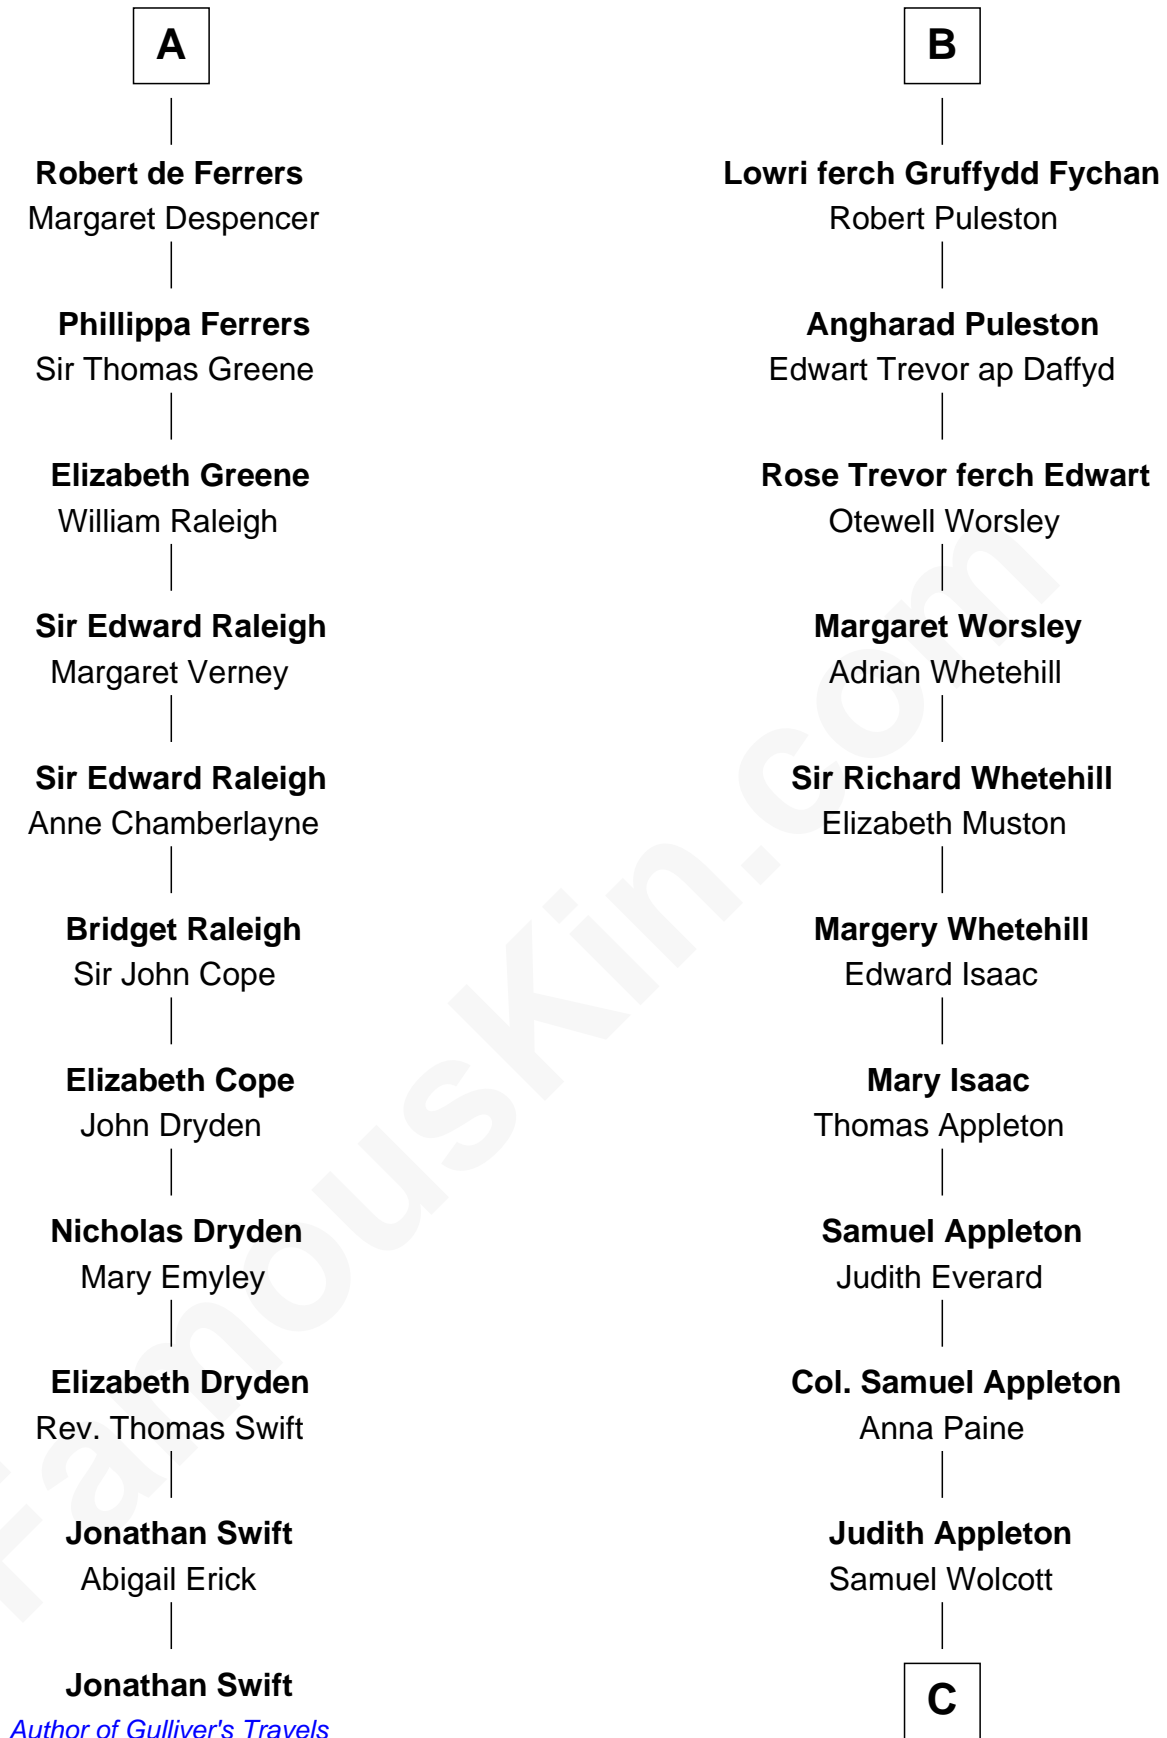 A
Robert de Ferrers
Margaret Despencer
Phillippa Ferrers
Sir Thomas Greene
Elizabeth Greene
William Raleigh
Sir Edward Raleigh
Margaret Verney
Sir Edward Raleigh
Anne Chamberlayne
Bridget Raleigh
Sir John Cope
Elizabeth Cope
John Dryden
Nicholas Dryden
Mary Emyley
Elizabeth Dryden
Rev. Thomas Swift
Jonathan Swift
Abigail Erick
Jonathan Swift
Author of Gulliver's Travels
B
Lowri ferch Gruffydd Fychan
Robert Puleston
Angharad Puleston
Edwart Trevor ap Daffyd
Rose Trevor ferch Edwart
Otewell Worsley
Margaret Worsley
Adrian Whetehill
Sir Richard Whetehill
Elizabeth Muston
Margery Whetehill
Edward Isaac
Mary Isaac
Thomas Appleton
Samuel Appleton
Judith Everard
Col. Samuel Appleton
Anna Paine
Judith Appleton
Samuel Wolcott
C
FamousKin.com